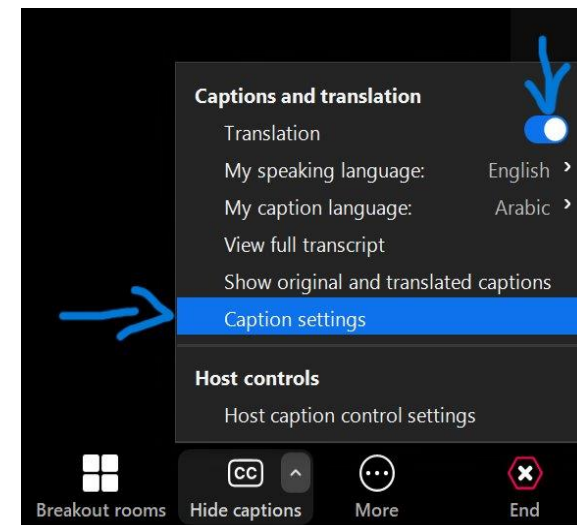 Captions and translation
Translation
My speaking language: English >
My caption language: Arabic >
View full transcript
Show original and translated captions
Caption settings
Host controls
Host caption control settings
CC
Breakout rooms Hide captions More End